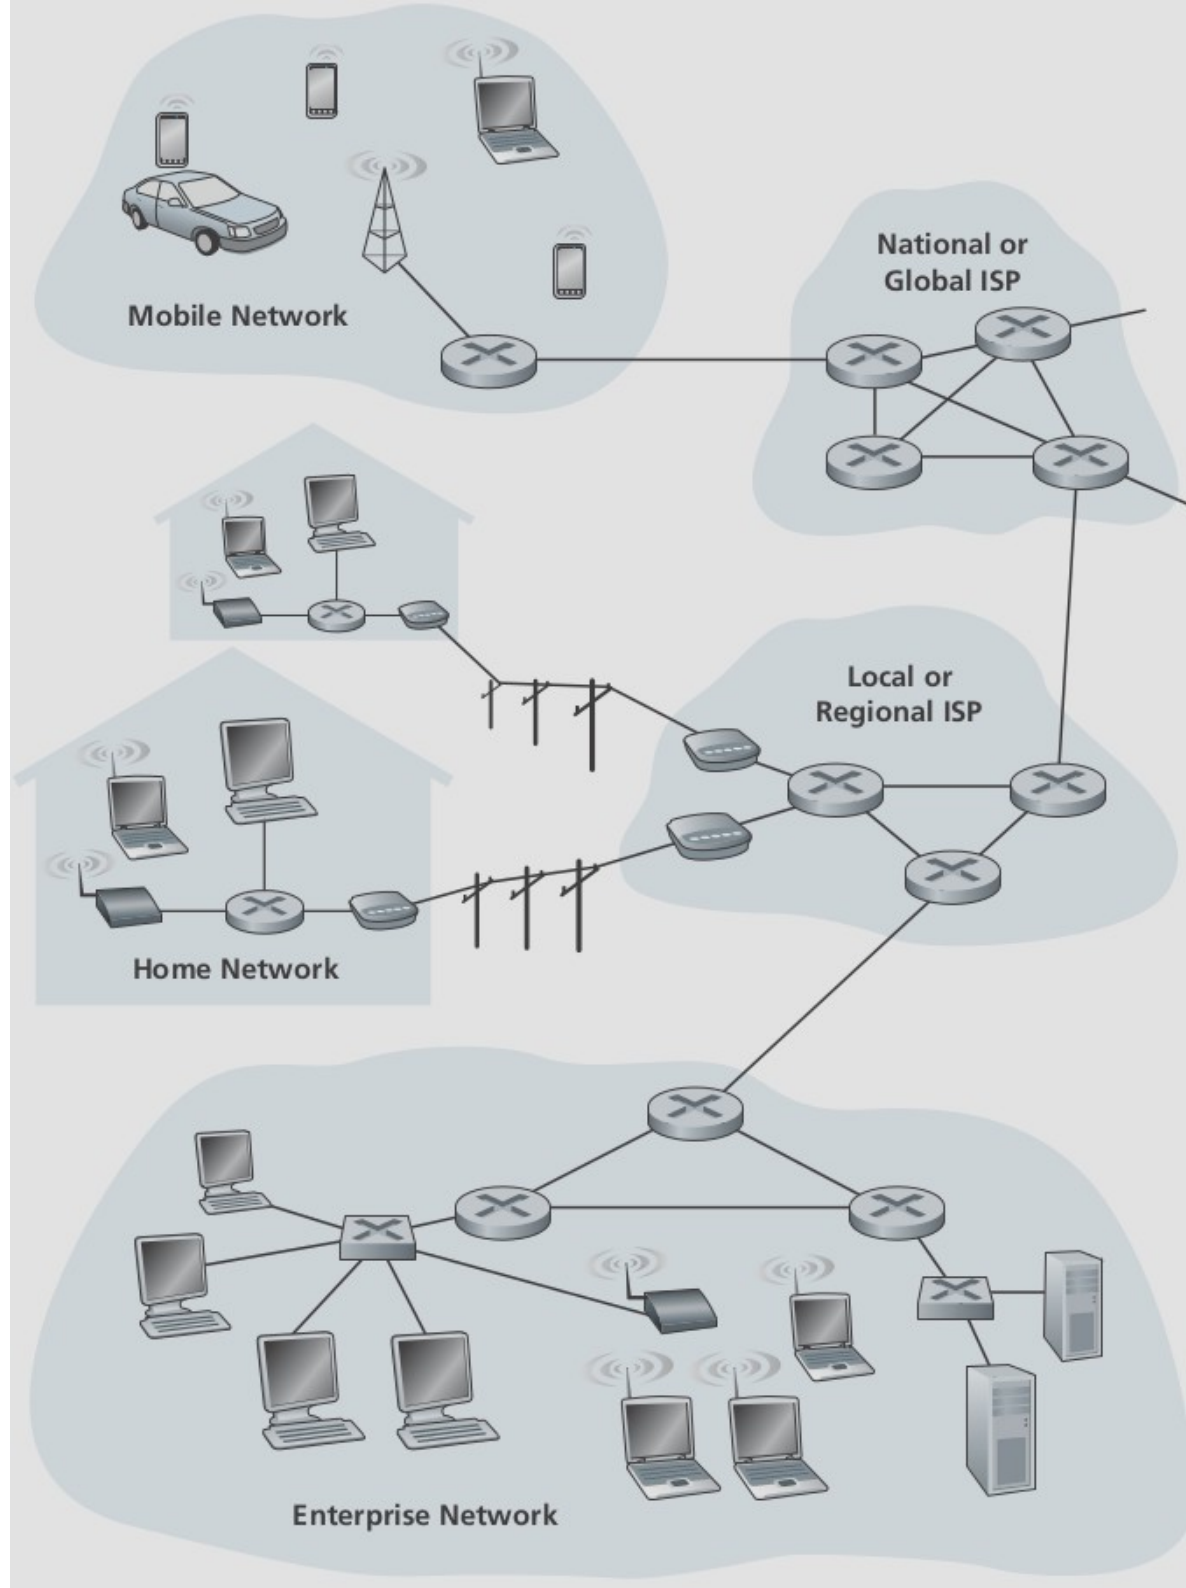 National or
Global ISP
Mobile Network
Local or
Regional ISP
Home Network
Enterprise Network